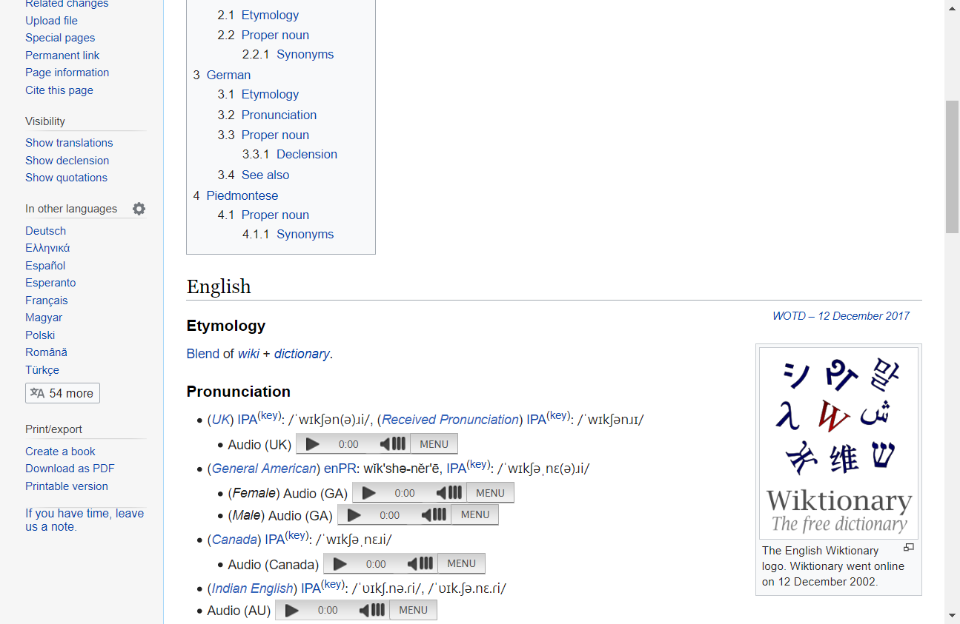 Related changes
Upload file
Special pages
Permanent link
Page information
Cite this page
Visibility
Show translations
Show declension
Show quotations
In other languages
Deutsch
Ελληνικά
Español
Esperanto
Français
Magyar
Polski
Română
Türkçe
54 more
Print/export
Create a book
Download as PDF
Printable version
If you have time, leave
us a note.
2.1 Etymology
2.2 Proper noun
2.2.1 Synonyms
3 German
3.1 Etymology
3.2 Pronunciation
3.3 Proper noun
3.3.1 Declension
3.4 See also
4 Piedmontese
4.1 Proper noun
4.1.1 Synonyms
English
Etymology
Blend of wiki + dictionary.
Pronunciation
(UK) IPA(key): /ˈwɪkʃən(ə)ɹi/, (Received Pronunciation) IPA(key): /ˈwɪkʃənɹɪ/
Audio (UK) 0:00 MENU
(General American) enPR: wĭk'shə-nĕr'ē, IPA(key): /ˈwɪkʃəˌnɛ(ə)ɹi/
(Female) Audio (GA) 0:00 MENU
(Male) Audio (GA) 0:00 MENU
(Canada) IPA(key): /ˈwɪkʃəˌnɛɹi/
Audio (Canada) 0:00 MENU
(Indian English) IPA(key): /ˈʋɪkʃ.nə.ɾi/, /ˈʋɪk.ʃə.nɛ.ɾi/
Audio (AU) 0:00 MENU
WOTD – 12 December 2017
シ 말
λ W ش
维 ש
Wiktionary
The free dictionary
The English Wiktionary
logo. Wiktionary went online
on 12 December 2002.